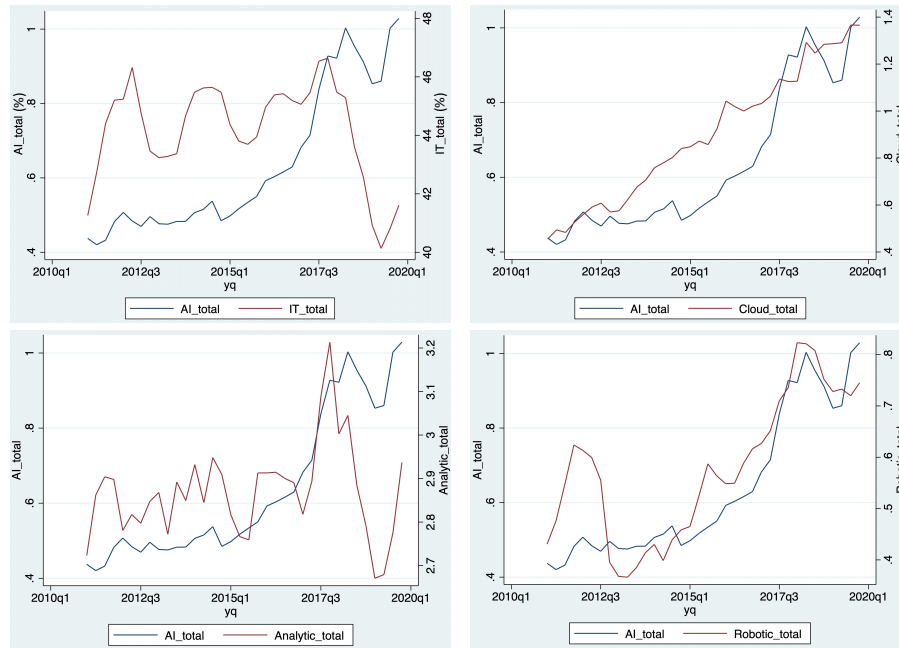 AI_total (%)
.4 .6 .8 1
40 42 44 46 48
IT_total (%)
2010q1 2012q3 2015q1 2017q3 2020q1
yq
AI_total IT_total
AI_total
.4 .6 .8 1
.4 .6 .8 1 1.2 1.4
2010q1 2012q3 2015q1 2017q3 2020q1
yq
AI_total Cloud_total
AI_total
.4 .6 .8 1
2.7 2.8 2.9 3 3.1 3.2
Analytic_total
2010q1 2012q3 2015q1 2017q3 2020q1
yq
AI_total Analytic_total
AI_total
.4 .6 .8 1
.4 .5 .6 .7 .8
2010q1 2012q3 2015q1 2017q3 2020q1
yq
AI_total Robotic_total